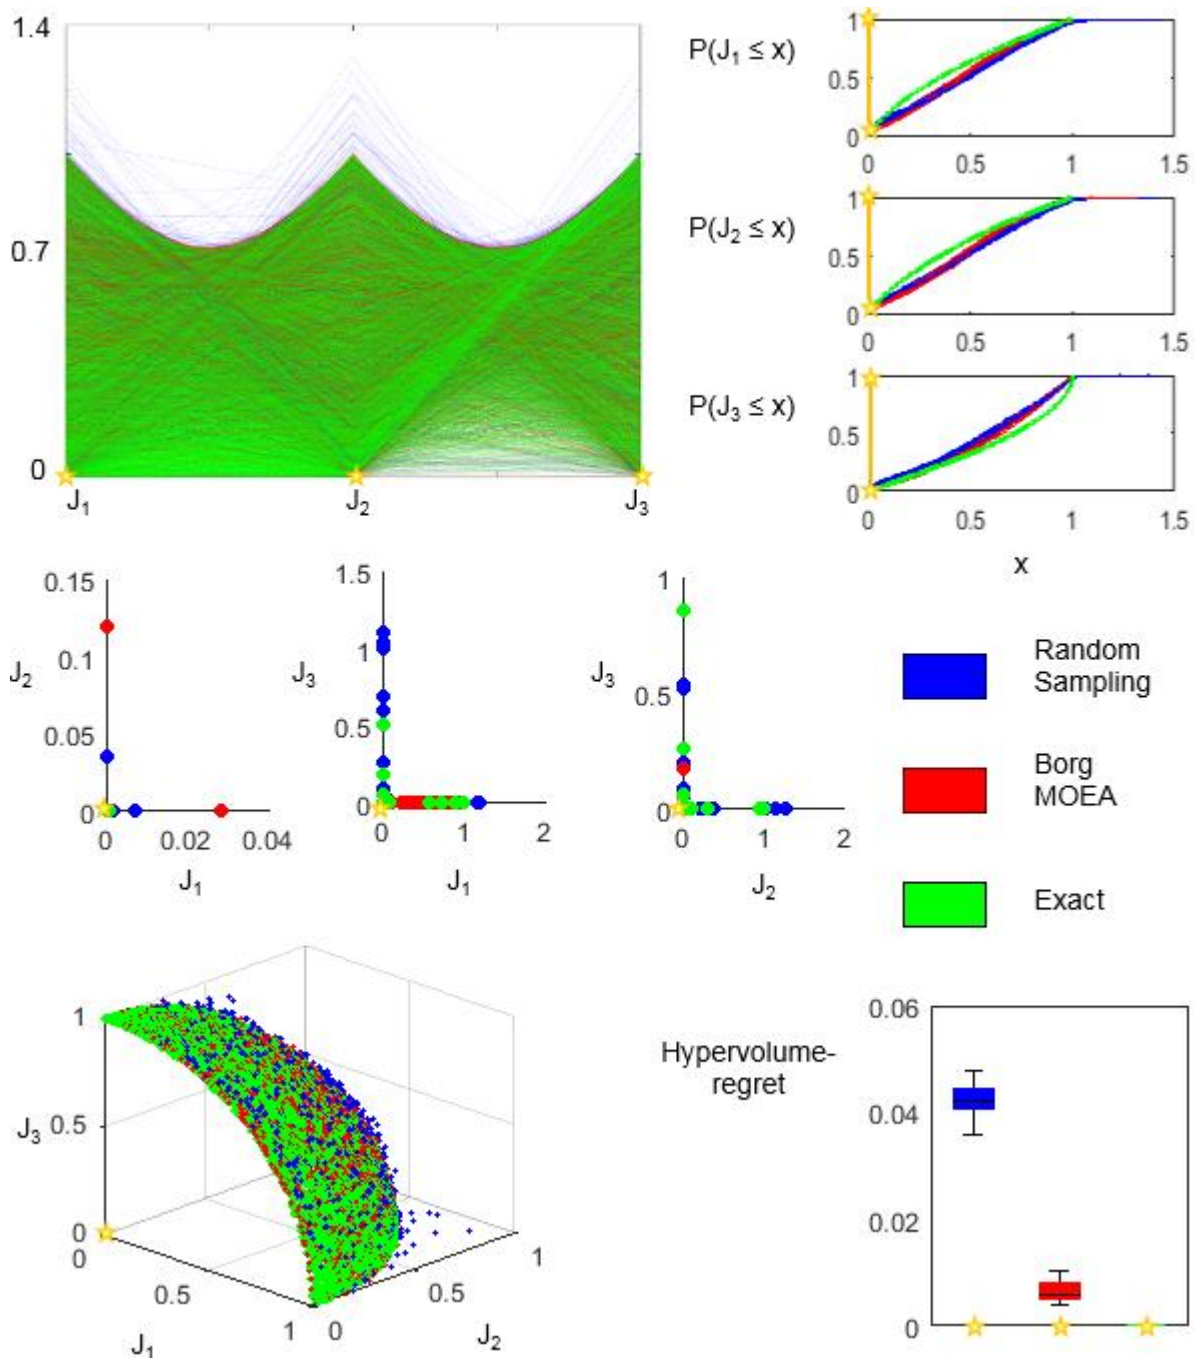 1.4
0.7
0
J₁
J₂
J₃
P(J₁ ≤ x)
1
0.5
0
0
0.5
1
1.5
P(J₂ ≤ x)
1
0.5
0
0
0.5
1
1.5
P(J₃ ≤ x)
1
0.5
0
0
0.5
1
1.5
x
0.15
0.1
0.05
0
J₂
0
0.02
0.04
J₁
1.5
1
0.5
0
J₃
0
1
2
J₁
1
0.5
0
J₃
0
1
2
J₂
Random
Sampling
Borg
MOEA
Exact
1
0.5
0
J₃
0
0.5
1
J₁
0
0.5
1
J₂
Hypervolume-
regret
0.06
0.04
0.02
0